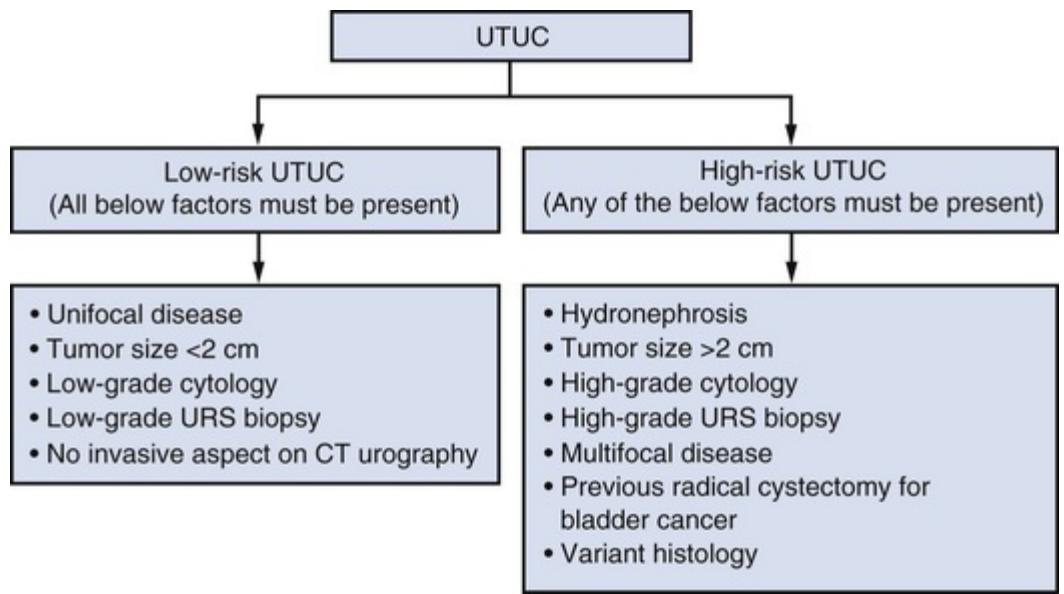 UTUC
Low-risk UTUC
(All below factors must be present)
High-risk UTUC
(Any of the below factors must be present)
• Unifocal disease
• Tumor size <2 cm
• Low-grade cytology
• Low-grade URS biopsy
• No invasive aspect on CT urography
• Hydronephrosis
• Tumor size >2 cm
• High-grade cytology
• High-grade URS biopsy
• Multifocal disease
• Previous radical cystectomy for
bladder cancer
• Variant histology